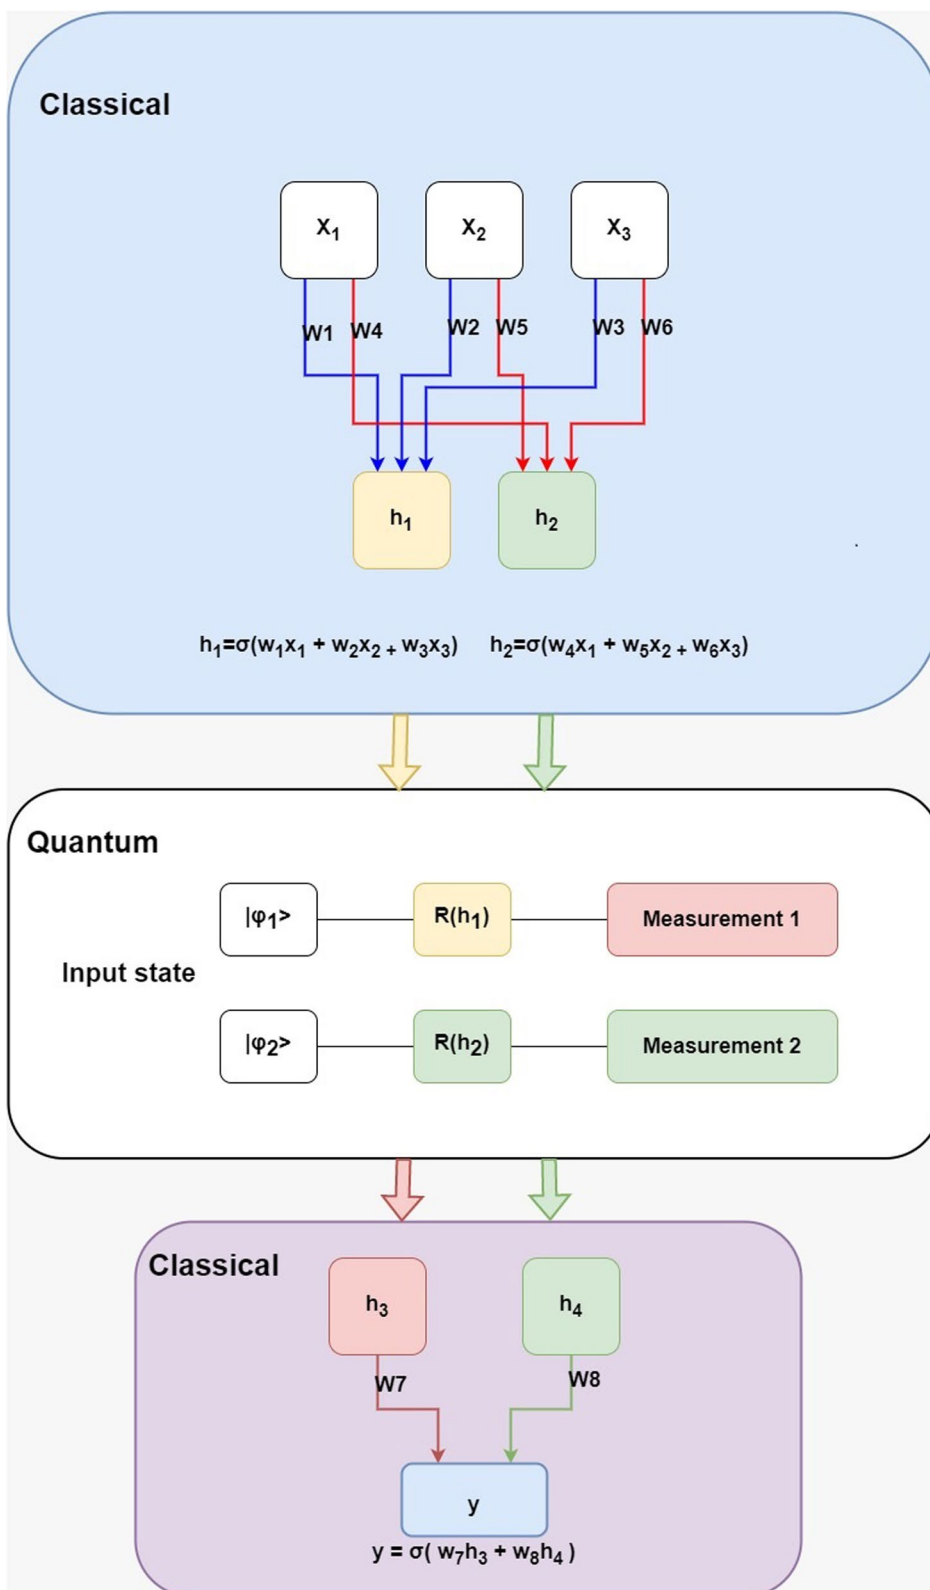 Classical
X₁ X₂ X₃
W1 W4 W2 W5 W3 W6
h₁ h₂
h₁=σ(w₁x₁ + w₂x₂ + w₃x₃) h₂=σ(w₄x₁ + w₅x₂ + w₆x₃)
Quantum
|φ₁> R(h₁) Measurement 1
Input state
|φ₂> R(h₂) Measurement 2
Classical
h₃ h₄
W7 W8
y
y = σ( w₇h₃ + w₈h₄ )